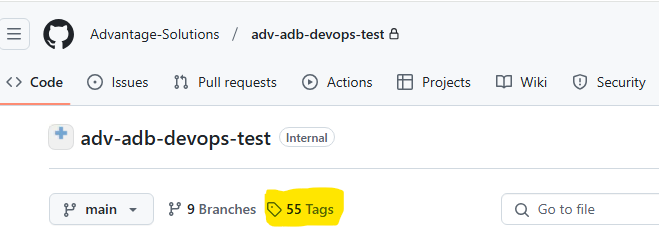 Advantage-Solutions / adv-adb-devops-test
Code Issues Pull requests Actions Projects Wiki Security
adv-adb-devops-test Internal
main 9 Branches 55 Tags Go to file